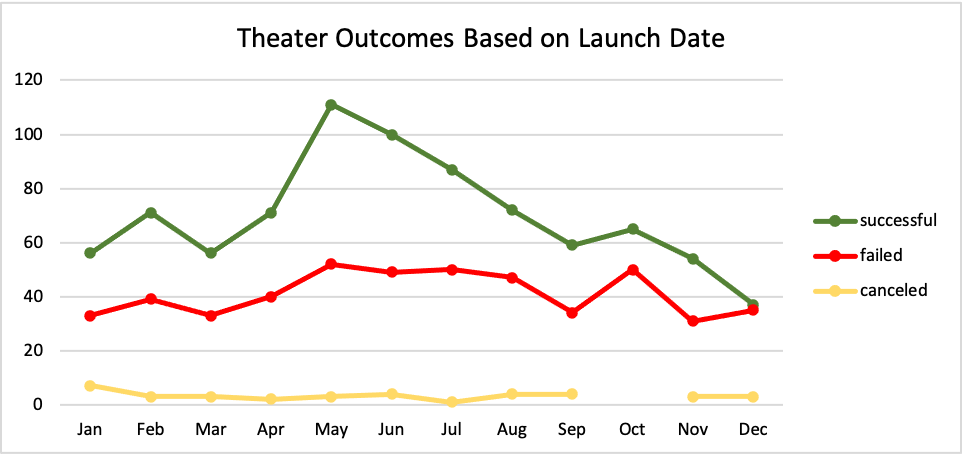 Theater Outcomes Based on Launch Date
120
100
80
60
40
20
0
Jan Feb Mar Apr May Jun Jul Aug Sep Oct Nov Dec
successful
failed
canceled